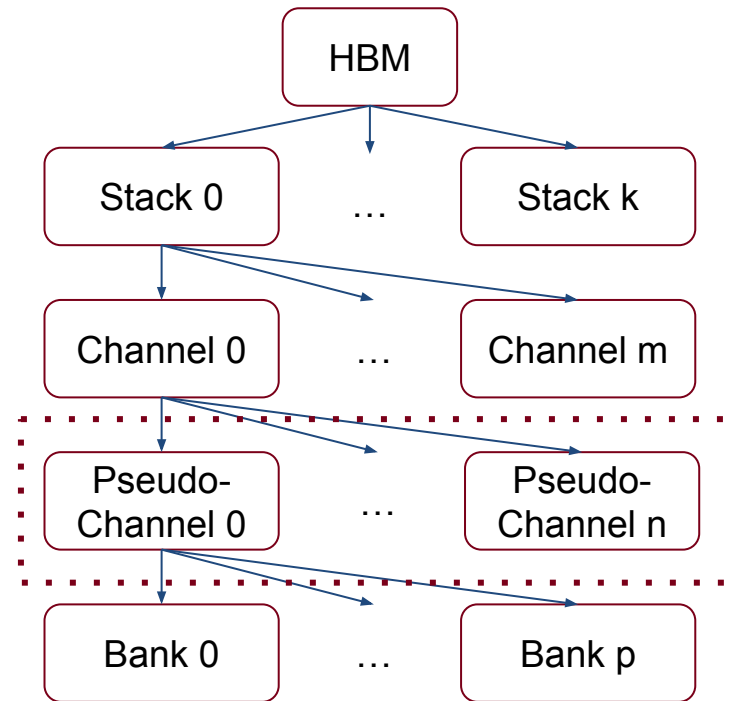 HBM
Stack 0
…
Stack k
Channel 0
…
Channel m
Pseudo-
Channel 0
…
Pseudo-
Channel n
Bank 0
…
Bank p